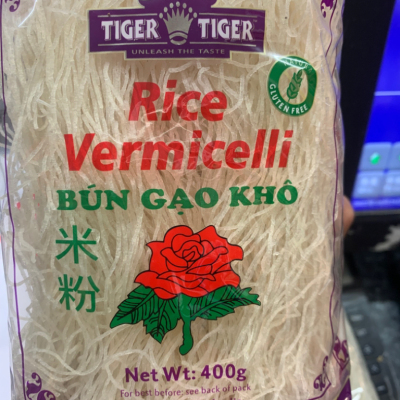 TIGER TIGER
UNLEASH THE TASTE
GLUTEN FREE
Rice
Vermicelli
BÚN GẠO KHÔ
米
粉
Net Wt: 400g
For best before, see back of pack